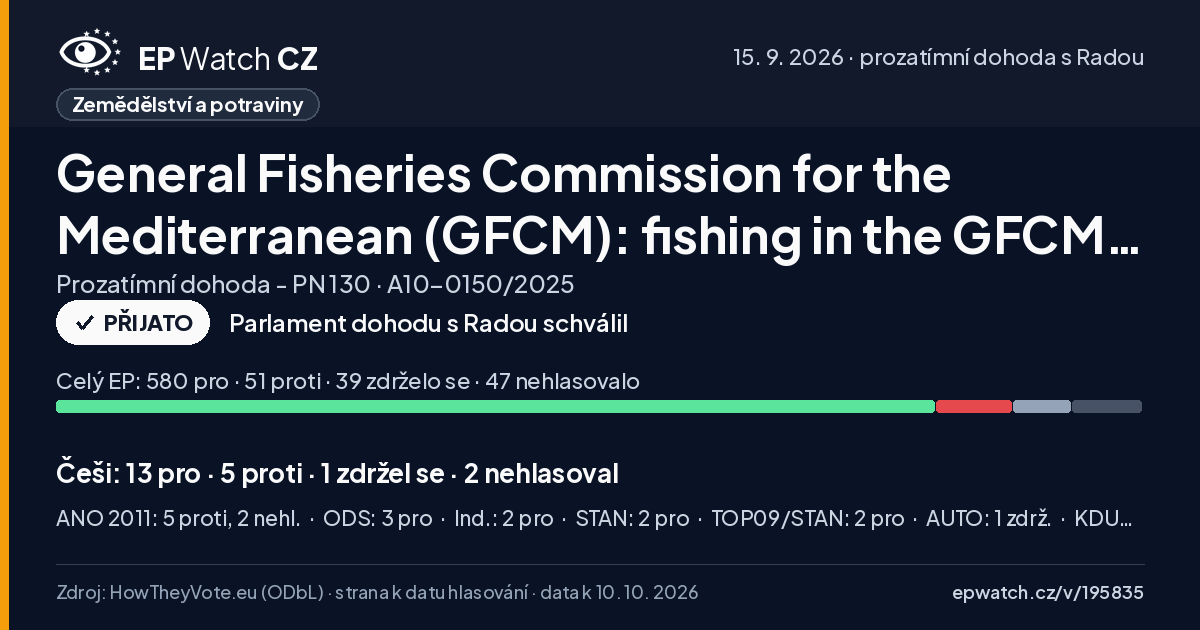 EP Watch CZ
15. 9. 2026 · prozatímní dohoda s Radou
Zemědělství a potraviny
General Fisheries Commission for the
Mediterranean (GFCM): fishing in the GFCM…
Prozatímní dohoda – PN 130 · A10–0150/2025
✓ PŘIJATO Parlament dohodu s Radou schválil
Celý EP: 580 pro · 51 proti · 39 zdrželo se · 47 nehlasovalo
Češi: 13 pro · 5 proti · 1 zdržel se · 2 nehlasoval
ANO 2011: 5 proti, 2 nehl. · ODS: 3 pro · Ind.: 2 pro · STAN: 2 pro · TOP09/STAN: 2 pro · AUTO: 1 zdrž. · KDU…
Zdroj: HowTheyVote.eu (ODbL) · strana k datu hlasování · data k 10. 10. 2026
epwatch.cz/v/195835